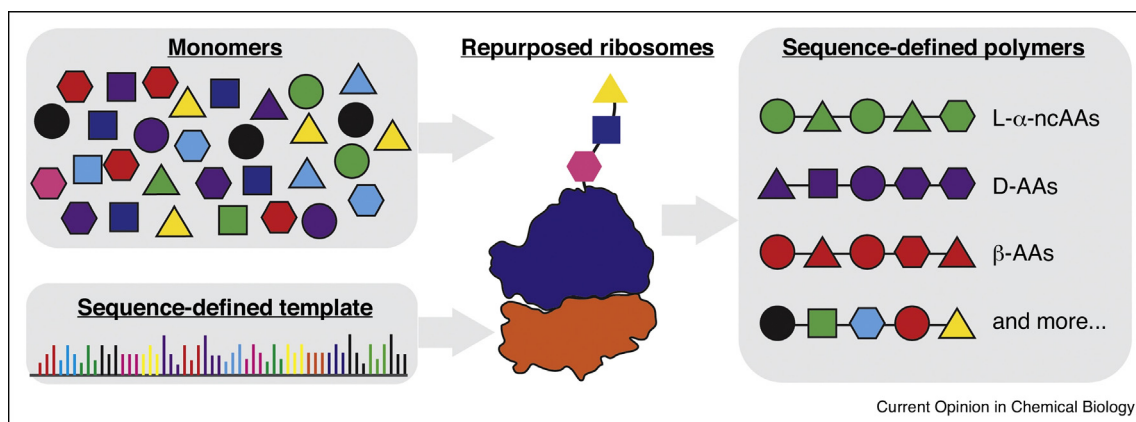 Monomers
Sequence-defined template
Repurposed ribosomes
Sequence-defined polymers
L-α-ncAAs
D-AAs
β-AAs
and more...
Current Opinion in Chemical Biology